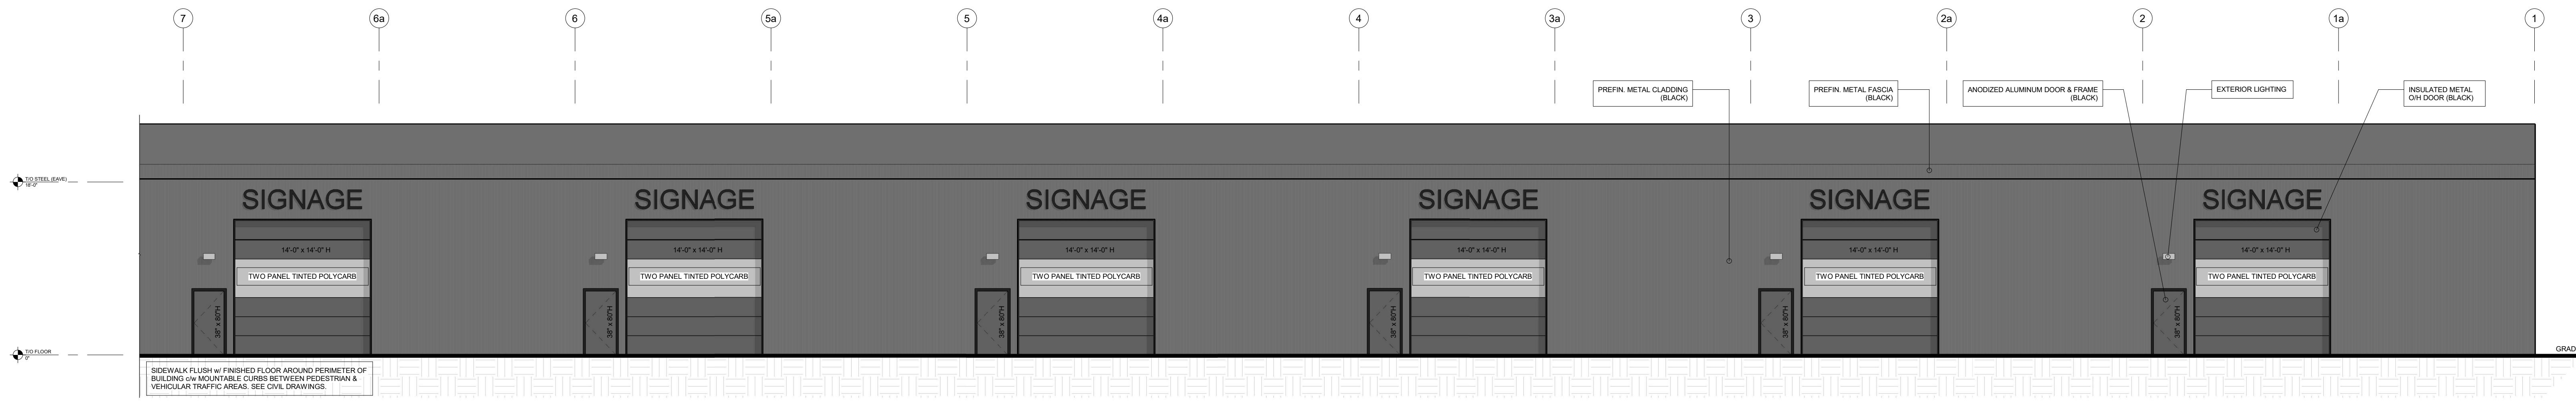 7 6a 6 5a 5 4a 4 3a 3 2a 2 1a 1
PREFIN. METAL CLADDING
(BLACK)
PREFIN. METAL FASCIA
(BLACK)
ANODIZED ALUMINUM DOOR & FRAME
(BLACK)
EXTERIOR LIGHTING
INSULATED METAL
O/H DOOR (BLACK)
T/O STEEL (EAVE)
18'-0"
SIGNAGE SIGNAGE SIGNAGE SIGNAGE SIGNAGE SIGNAGE
14'-0" x 14'-0" H 14'-0" x 14'-0" H 14'-0" x 14'-0" H 14'-0" x 14'-0" H 14'-0" x 14'-0" H 14'-0" x 14'-0" H
TWO PANEL TINTED POLYCARB TWO PANEL TINTED POLYCARB TWO PANEL TINTED POLYCARB TWO PANEL TINTED POLYCARB TWO PANEL TINTED POLYCARB TWO PANEL TINTED POLYCARB
38" x 80"H 38" x 80"H 38" x 80"H 38" x 80"H 38" x 80"H 38" x 80"H
T/O FLOOR
0"
GRAD
SIDEWALK FLUSH w/ FINISHED FLOOR AROUND PERIMETER OF
BUILDING c/w MOUNTABLE CURBS BETWEEN PEDESTRIAN &
VEHICULAR TRAFFIC AREAS. SEE CIVIL DRAWINGS.